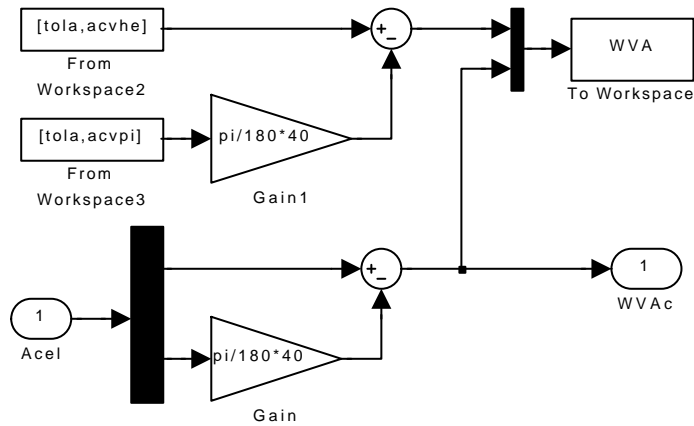 [tola,acvhe]
From
Workspace2
+
-
WVA
To Workspace
[tola,acvpi]
From
Workspace3
pi/180*40
Gain1
1
Acel
+
-
pi/180*40
Gain
1
WVAc